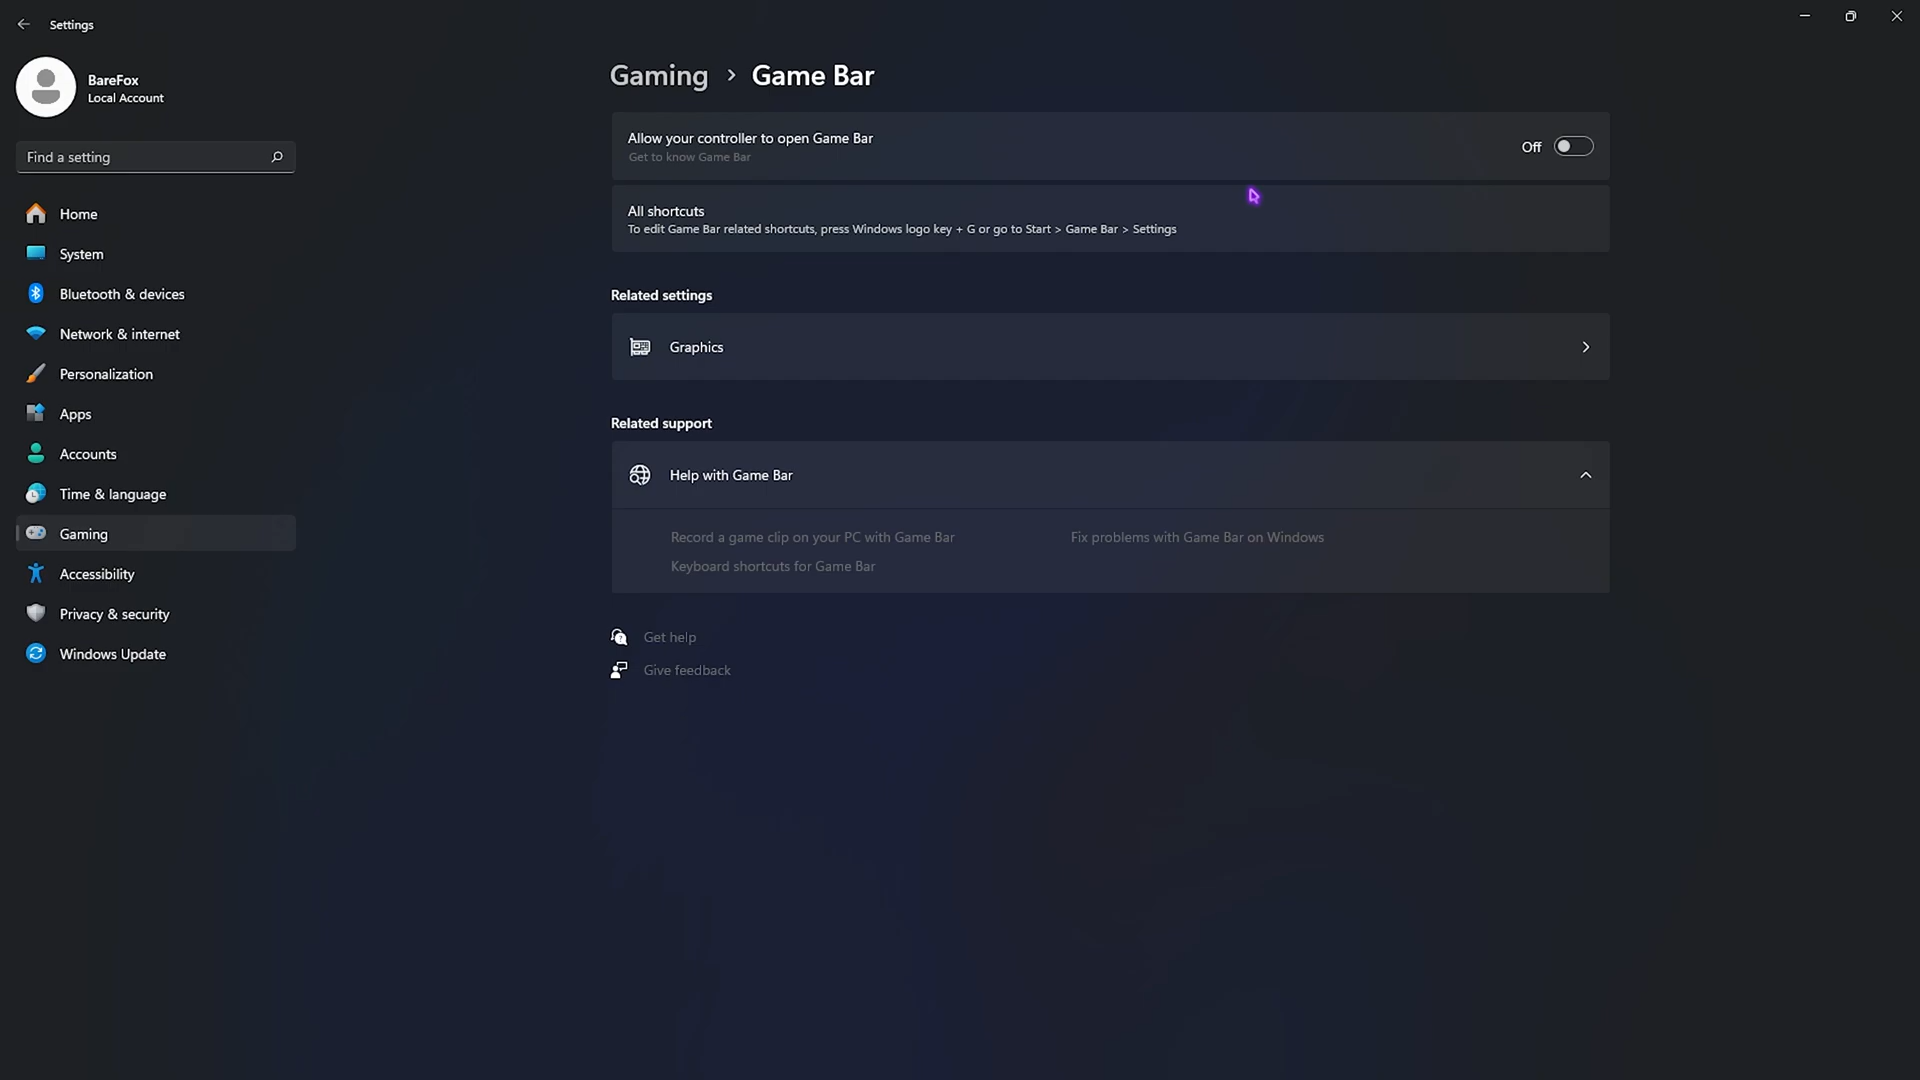 Settings
BareFox
Local Account
Find a setting
Home
System
Bluetooth & devices
Network & internet
Personalization
Apps
Accounts
Time & language
Gaming
Accessibility
Privacy & security
Windows Update
Gaming > Game Bar
Allow your controller to open Game Bar
Get to know Game Bar
Off
All shortcuts
To edit Game Bar related shortcuts, press Windows logo key + G or go to Start > Game Bar > Settings
Related settings
Graphics
Related support
Help with Game Bar
Record a game clip on your PC with Game Bar
Fix problems with Game Bar on Windows
Keyboard shortcuts for Game Bar
Get help
Give feedback